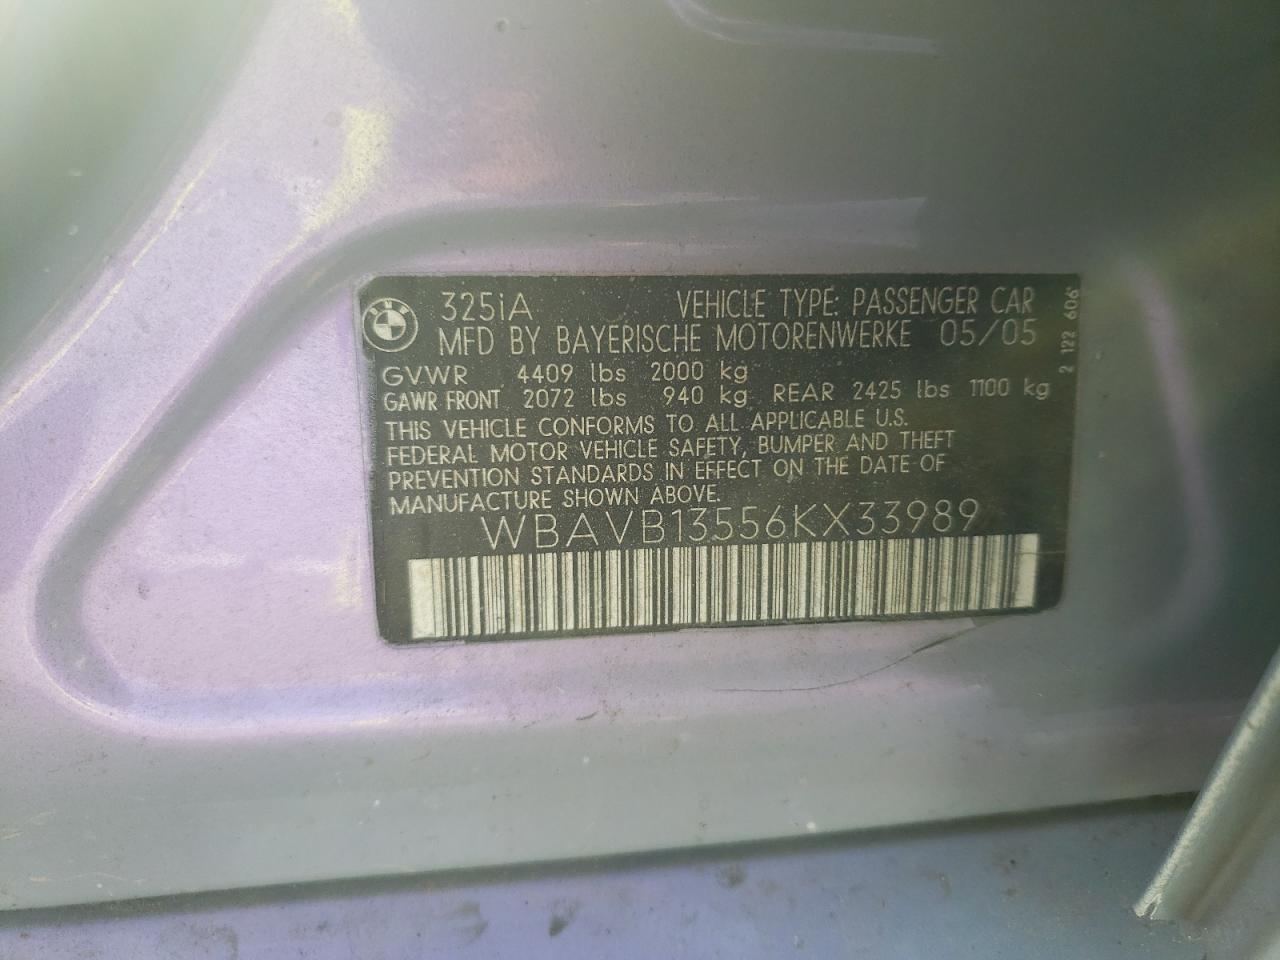 325iA VEHICLE TYPE: PASSENGER CAR
MFD BY BAYERISCHE MOTORENWERKE 05/05
GVWR 4409 lbs 2000 kg
GAWR FRONT 2072 lbs 940 kg REAR 2425 lbs 1100 kg
THIS VEHICLE CONFORMS TO ALL APPLICABLE U.S.
FEDERAL MOTOR VEHICLE SAFETY, BUMPER AND THEFT
PREVENTION STANDARDS IN EFFECT ON THE DATE OF
MANUFACTURE SHOWN ABOVE.
WBAVB13556KX33989
2 122 606